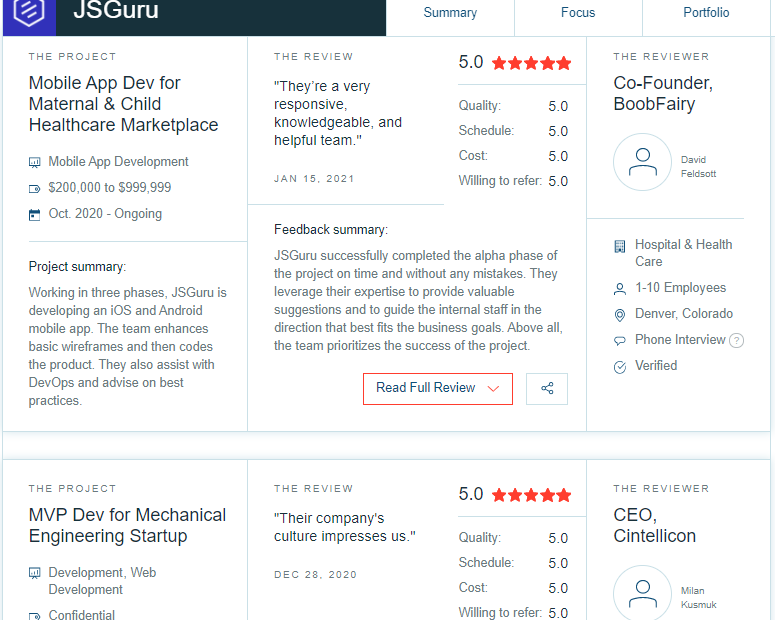 JSGuru
Summary
Focus
Portfolio
THE PROJECT
Mobile App Dev for
Maternal & Child
Healthcare Marketplace
Mobile App Development
$200,000 to $999,999
Oct. 2020 - Ongoing
Project summary:
Working in three phases, JSGuru is
developing an iOS and Android
mobile app. The team enhances
basic wireframes and then codes
the product. They also assist with
DevOps and advise on best
practices.
THE REVIEW
"They're a very
responsive,
knowledgeable, and
helpful team."
JAN 15, 2021
5.0
Quality: 5.0
Schedule: 5.0
Cost: 5.0
Willing to refer: 5.0
Feedback summary:
JSGuru successfully completed the alpha phase of
the project on time and without any mistakes. They
leverage their expertise to provide valuable
suggestions and to guide the internal staff in the
direction that best fits the business goals. Above all,
the team prioritizes the success of the project.
Read Full Review
THE REVIEWER
Co-Founder,
BoobFairy
David
Feldsott
Hospital & Health
Care
1-10 Employees
Denver, Colorado
Phone Interview ?
Verified
THE PROJECT
MVP Dev for Mechanical
Engineering Startup
Development, Web
Development
Confidential
THE REVIEW
"Their company's
culture impresses us."
DEC 28, 2020
5.0
Quality: 5.0
Schedule: 5.0
Cost: 5.0
Willing to refer: 5.0
THE REVIEWER
CEO,
Cintellicon
Milan
Kusmuk